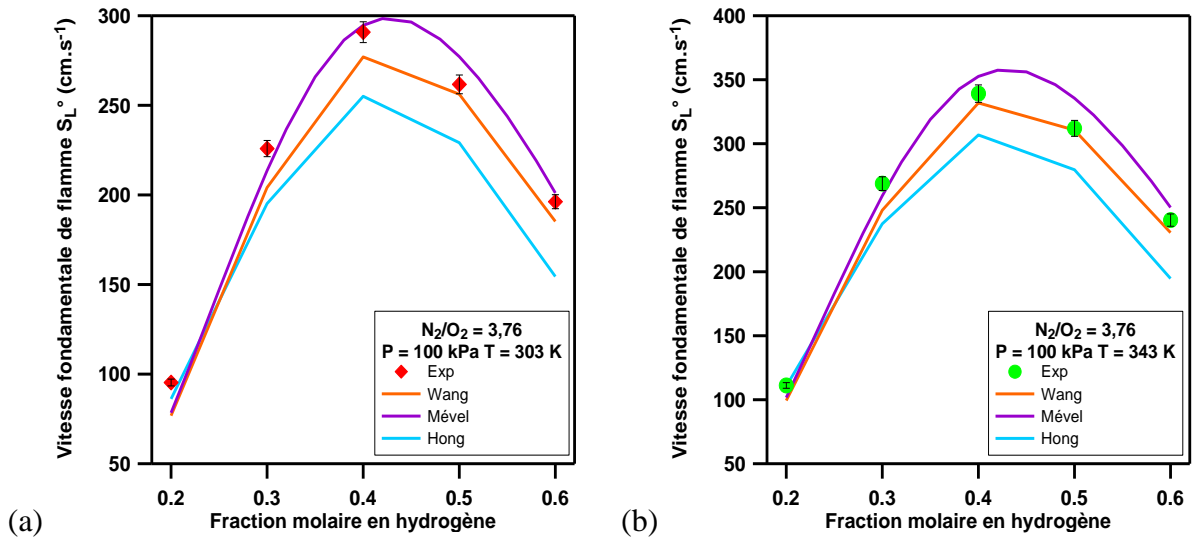 Vitesse fondamentale de flamme SL° (cm.s-1)
300
250
200
150
100
50
0.2 0.3 0.4 0.5 0.6
Fraction molaire en hydrogène
N2/O2 = 3,76
P = 100 kPa T = 303 K
Exp
Wang
Mével
Hong
(a)
Vitesse fondamentale de flamme SL° (cm.s-1)
400
350
300
250
200
150
100
50
0.2 0.3 0.4 0.5 0.6
Fraction molaire en hydrogène
N2/O2 = 3,76
P = 100 kPa T = 343 K
Exp
Wang
Mével
Hong
(b)